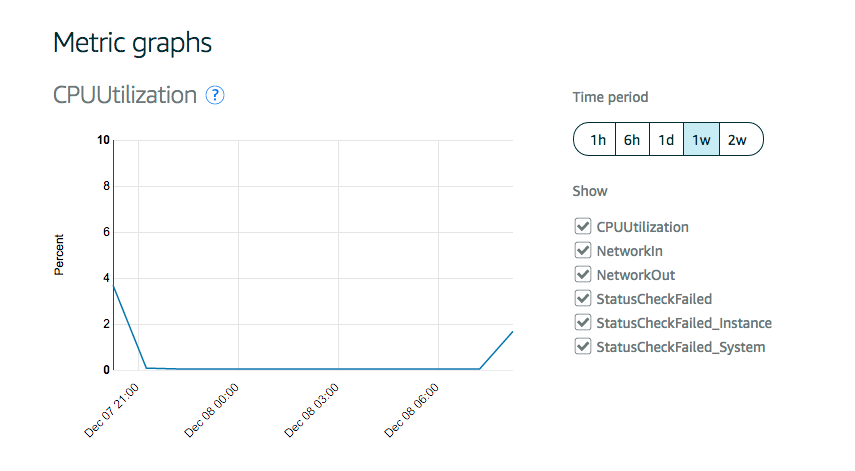 Metric graphs
CPUUtilization ?
Percent
10
8
6
4
2
0
Dec 07 21:00
Dec 08 00:00
Dec 08 03:00
Dec 08 06:00
Time period
1h 6h 1d 1w 2w
Show
CPUUtilization
NetworkIn
NetworkOut
StatusCheckFailed
StatusCheckFailed_Instance
StatusCheckFailed_System